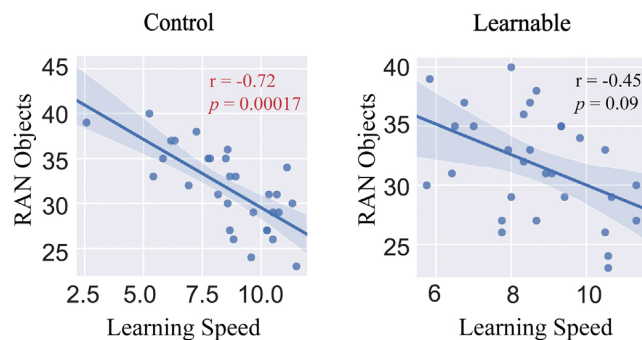 Control
r = -0.72
p = 0.00017
RAN Objects
45
40
35
30
25
2.5 5.0 7.5 10.0
Learning Speed
Learnable
r = -0.45
p = 0.09
RAN Objects
40
35
30
25
6 8 10
Learning Speed